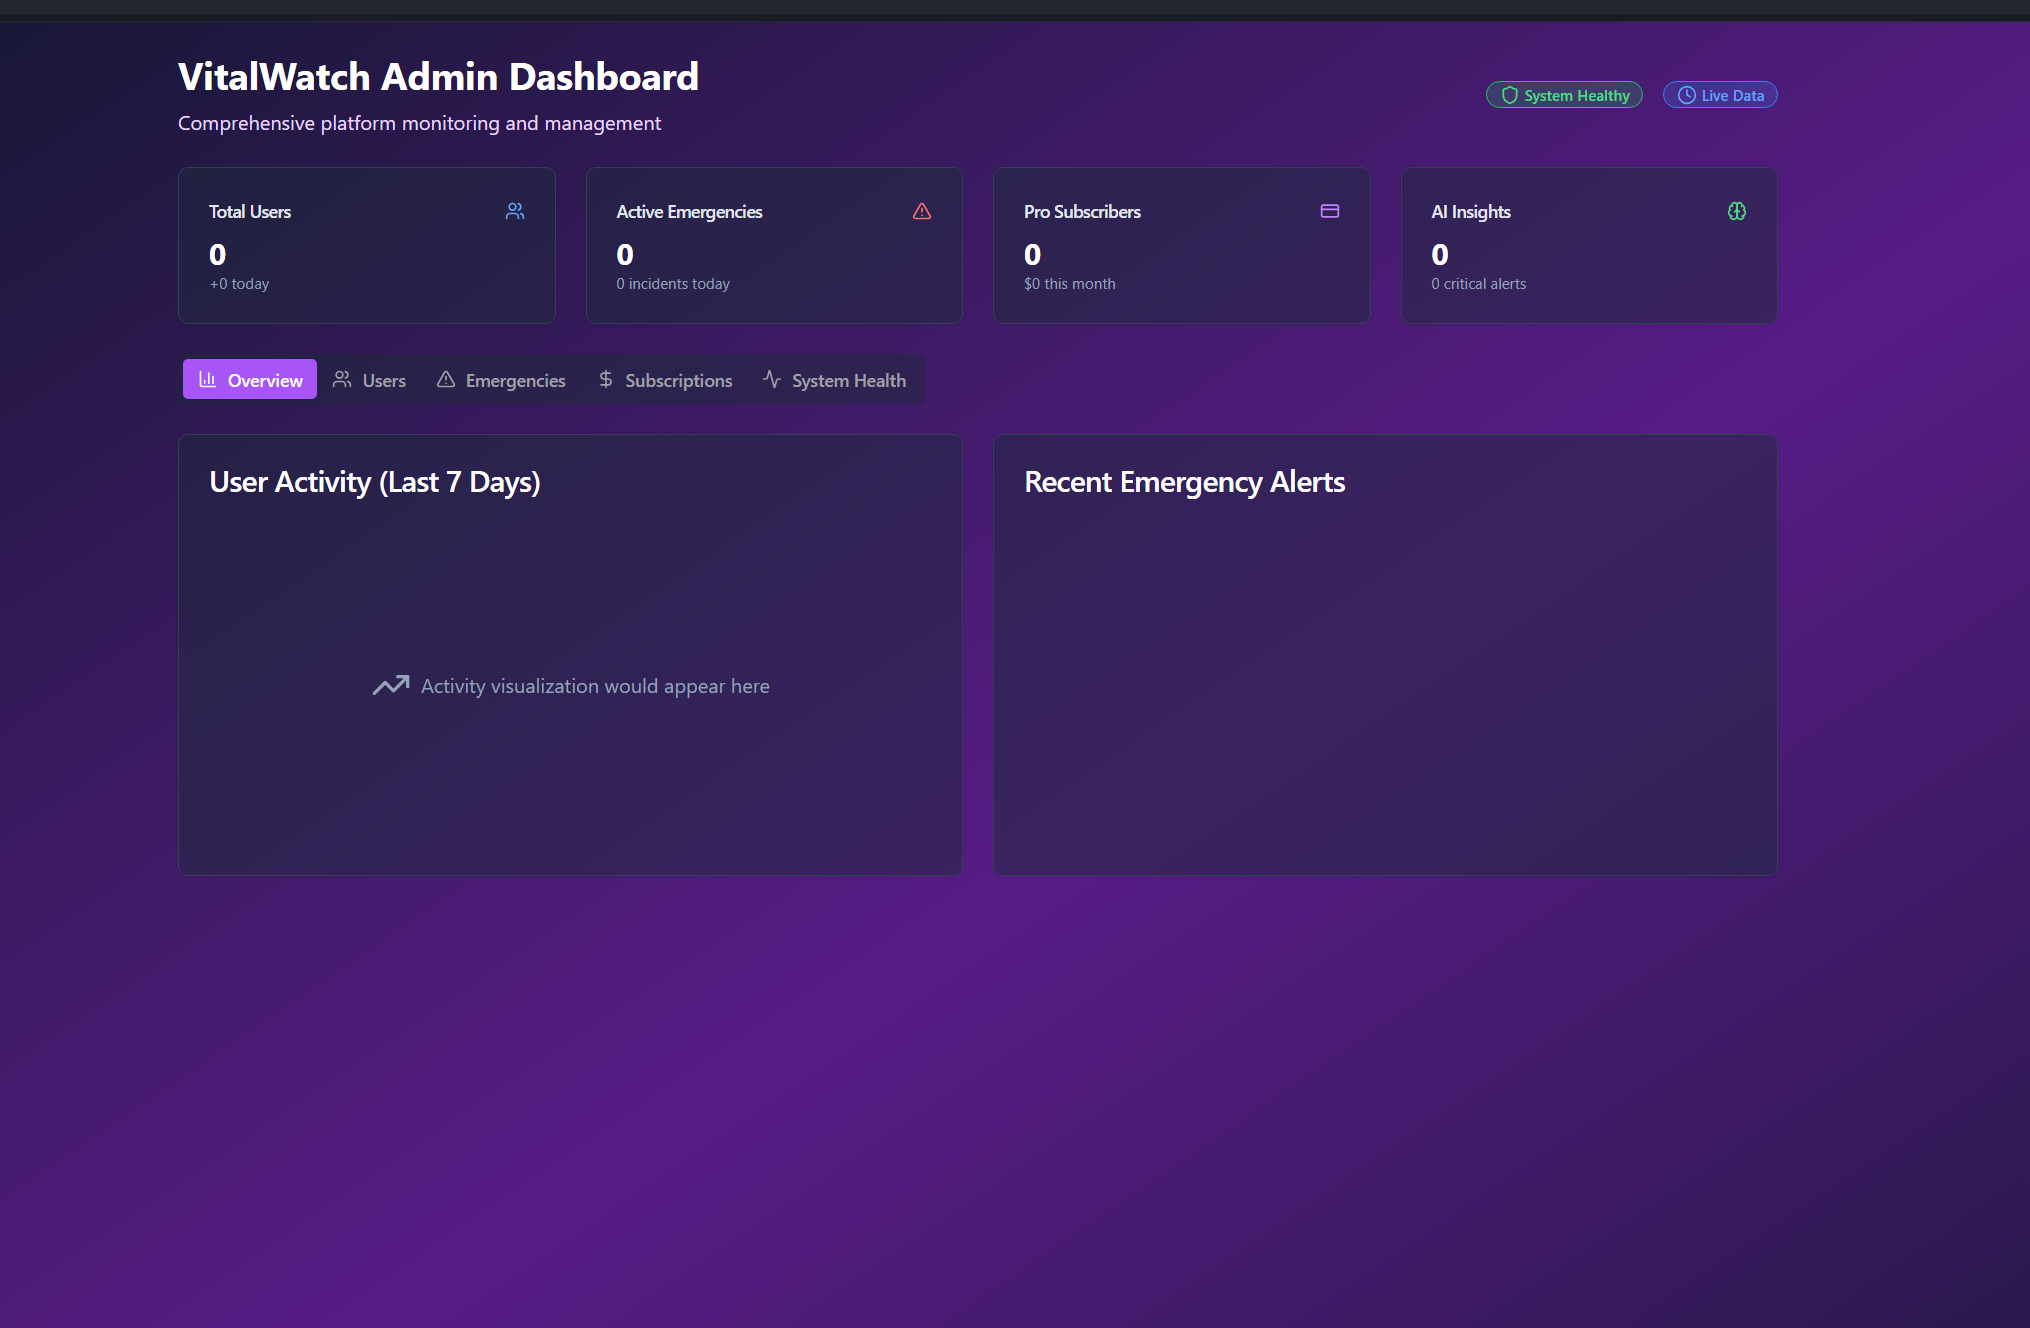 VitalWatch Admin Dashboard
Comprehensive platform monitoring and management
System Healthy
Live Data
Total Users
0
+0 today
Active Emergencies
0
0 incidents today
Pro Subscribers
0
$0 this month
AI Insights
0
0 critical alerts
Overview
Users
Emergencies
Subscriptions
System Health
User Activity (Last 7 Days)
Activity visualization would appear here
Recent Emergency Alerts